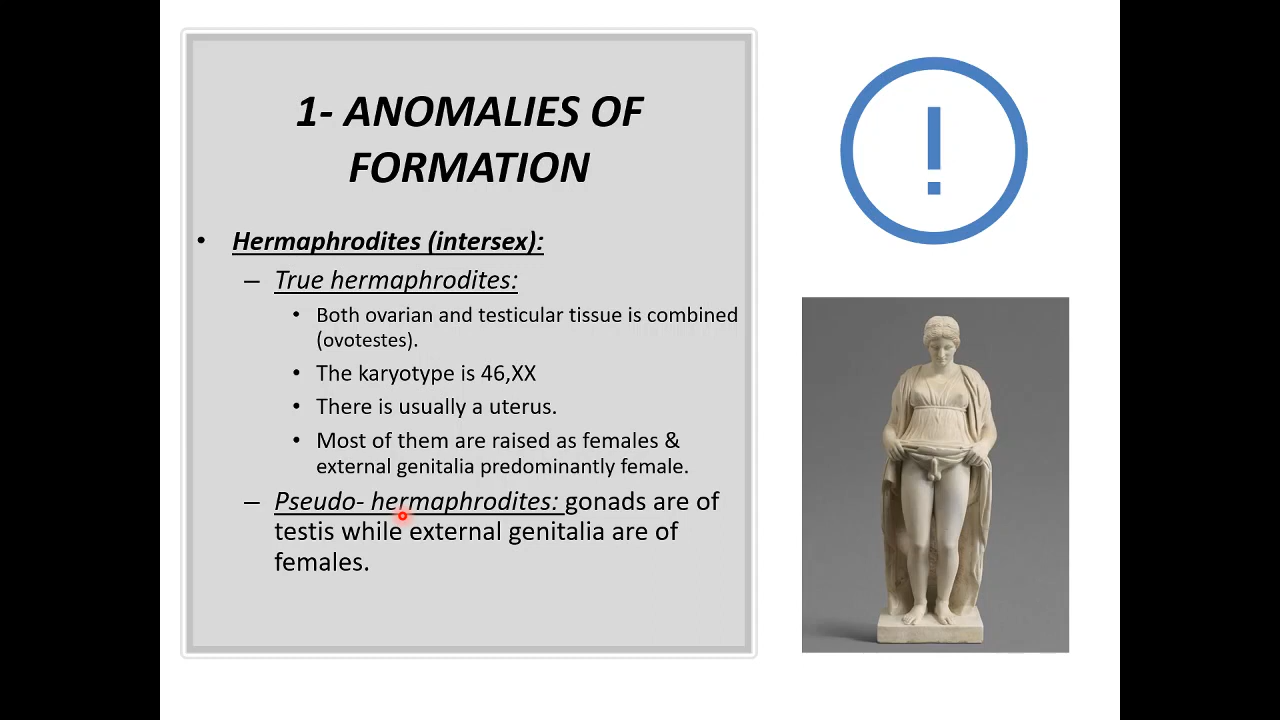 1- ANOMALIES OF
FORMATION
• Hermaphrodites (intersex):
– True hermaphrodites:
• Both ovarian and testicular tissue is combined
(ovotestes).
• The karyotype is 46,XX
• There is usually a uterus.
• Most of them are raised as females &
external genitalia predominantly female.
– Pseudo- hermaphrodites: gonads are of
testis while external genitalia are of
females.
!